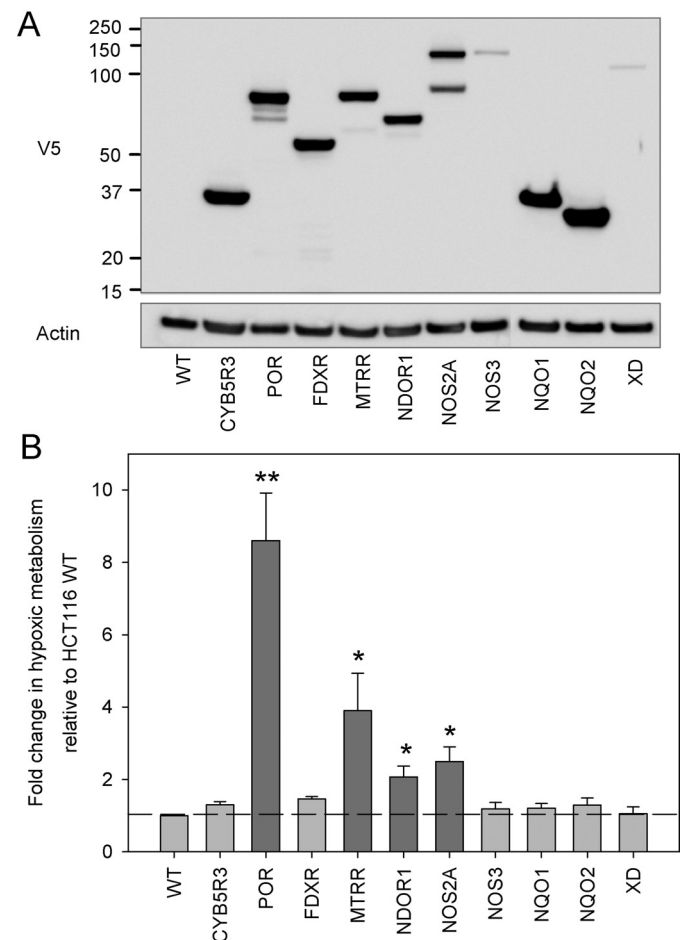 A
250
150
100
V5
50
37
20
15
Actin
WT
CYB5R3
POR
FDXR
MTRR
NDOR1
NOS2A
NOS3
NQO1
NQO2
XD
B
Fold change in hypoxic metabolism
relative to HCT116 WT
10
8
6
4
2
0
**
*
*
*
WT
CYB5R3
POR
FDXR
MTRR
NDOR1
NOS2A
NOS3
NQO1
NQO2
XD